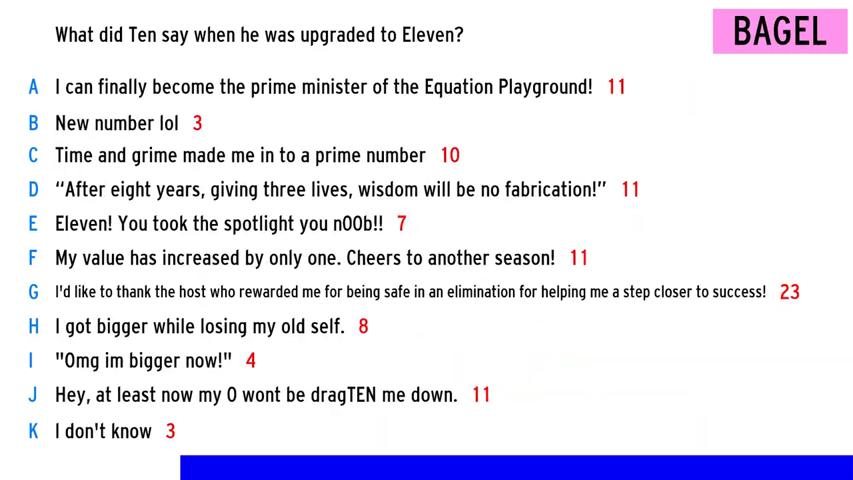 What did Ten say when he was upgraded to Eleven?
BAGEL
A I can finally become the prime minister of the Equation Playground! 11
B New number lol 3
C Time and grime made me in to a prime number 10
D “After eight years, giving three lives, wisdom will be no fabrication!” 11
E Eleven! You took the spotlight you n00b!! 7
F My value has increased by only one. Cheers to another season! 11
G I'd like to thank the host who rewarded me for being safe in an elimination for helping me a step closer to success! 23
H I got bigger while losing my old self. 8
I "Omg im bigger now!" 4
J Hey, at least now my 0 wont be dragTEN me down. 11
K I don't know 3